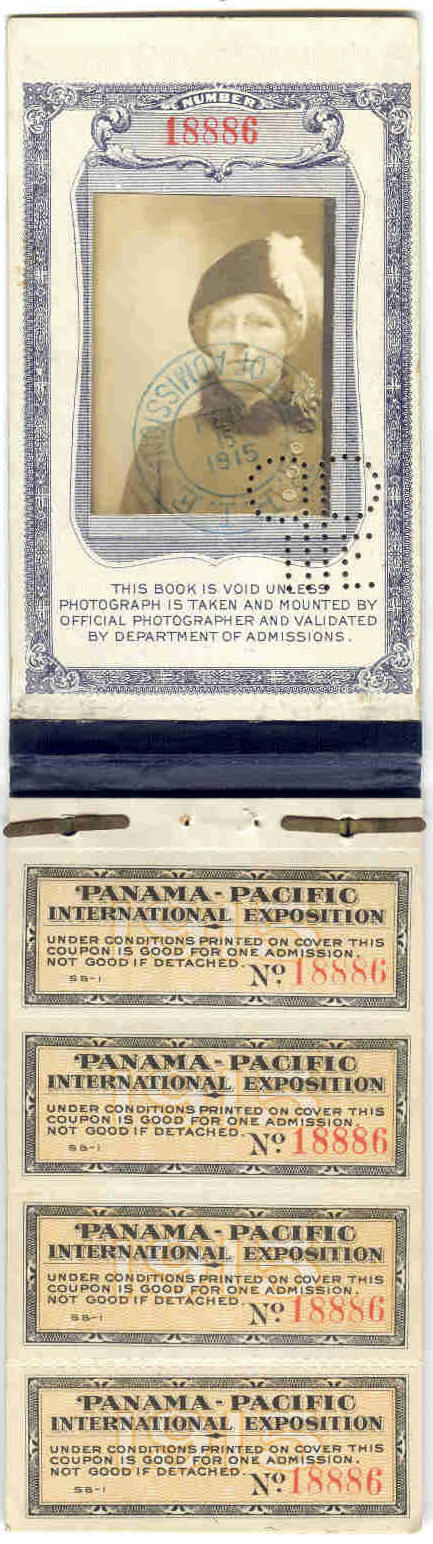 NUMBER
18886
OF ADMISSION
15
1915
THIS BOOK IS VOID UNLESS
PHOTOGRAPH IS TAKEN AND MOUNTED BY
OFFICIAL PHOTOGRAPHER AND VALIDATED
BY DEPARTMENT OF ADMISSIONS.
PANAMA-PACIFIC
INTERNATIONAL EXPOSITION
UNDER CONDITIONS PRINTED ON COVER THIS
COUPON IS GOOD FOR ONE ADMISSION.
NOT GOOD IF DETACHED.
SB-1 Nº 18886
PANAMA-PACIFIC
INTERNATIONAL EXPOSITION
UNDER CONDITIONS PRINTED ON COVER THIS
COUPON IS GOOD FOR ONE ADMISSION.
NOT GOOD IF DETACHED.
SB-1 Nº 18886
PANAMA-PACIFIC
INTERNATIONAL EXPOSITION
UNDER CONDITIONS PRINTED ON COVER THIS
COUPON IS GOOD FOR ONE ADMISSION.
NOT GOOD IF DETACHED.
SB-1 Nº 18886
PANAMA-PACIFIC
INTERNATIONAL EXPOSITION
UNDER CONDITIONS PRINTED ON COVER THIS
COUPON IS GOOD FOR ONE ADMISSION.
NOT GOOD IF DETACHED.
SB-1 Nº 18886